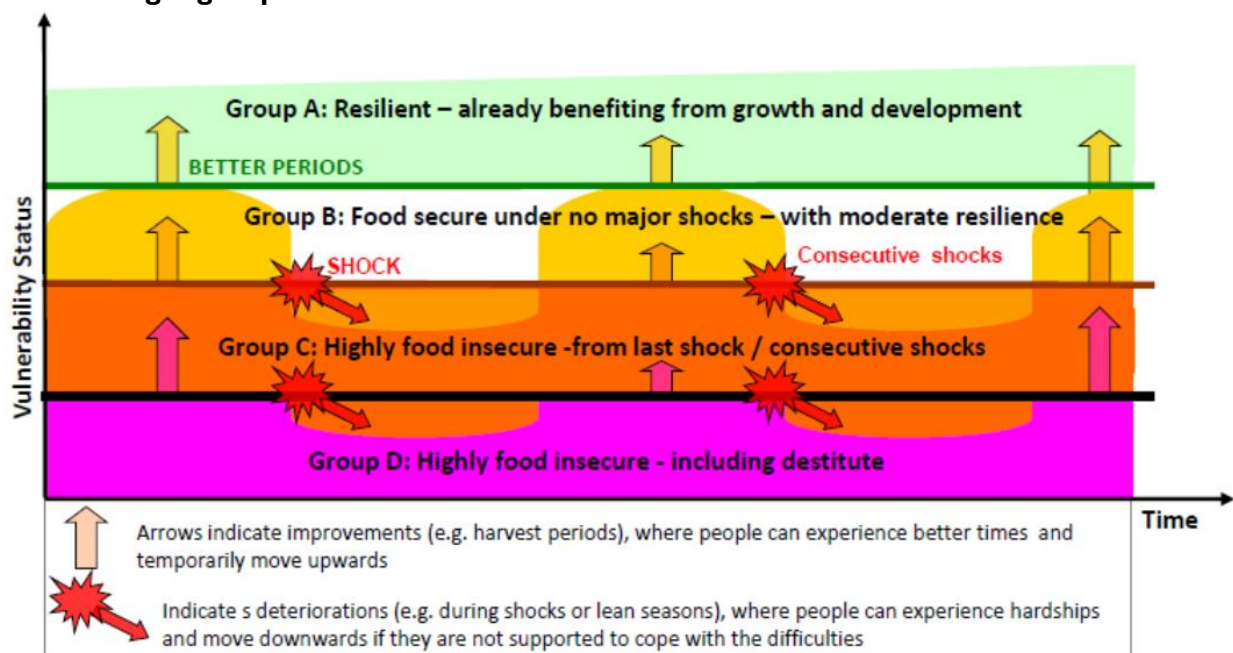 Group A: Resilient – already benefiting from growth and development
BETTER PERIODS
Group B: Food secure under no major shocks – with moderate resilience
SHOCK
Consecutive shocks
Group C: Highly food insecure -from last shock / consecutive shocks
Group D: Highly food insecure - including destitute
Vulnerability Status
Time
Arrows indicate improvements (e.g. harvest periods), where people can experience better times and
temporarily move upwards
Indicate s deteriorations (e.g. during shocks or lean seasons), where people can experience hardships
and move downwards if they are not supported to cope with the difficulties